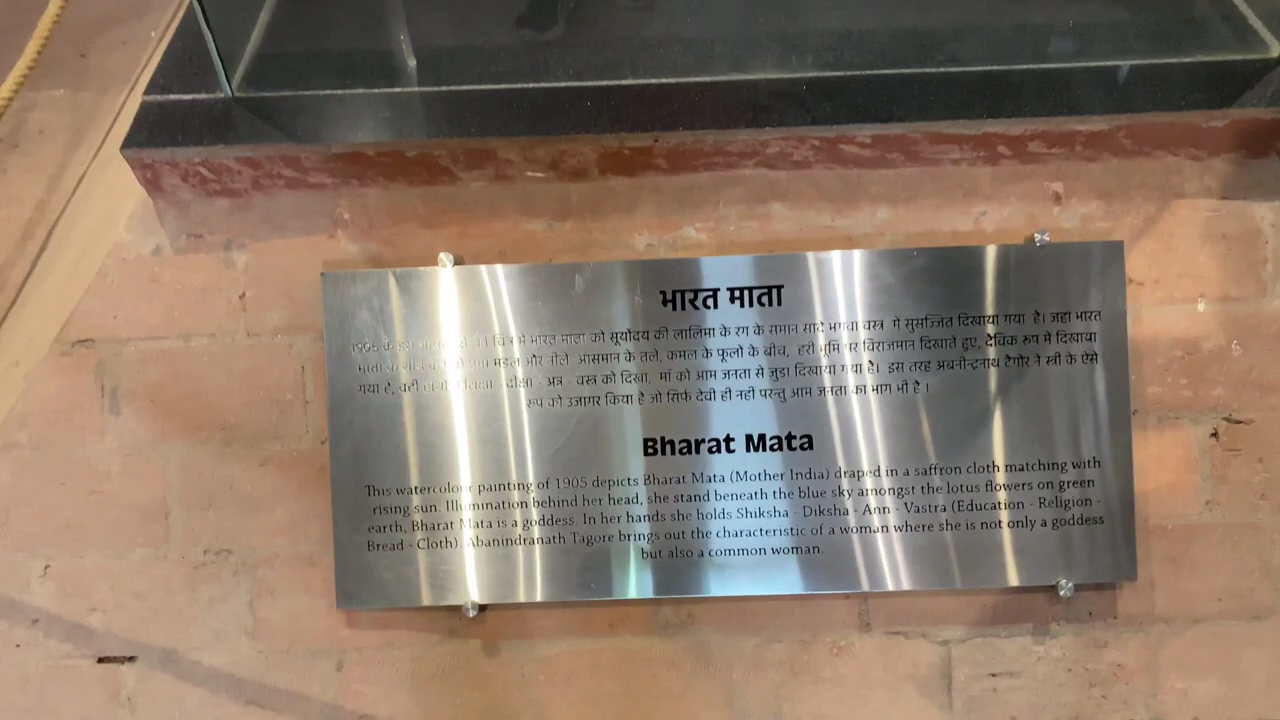 भारत माता
1905 के इस में भारत माता को सूर्योदय की लालिमा के रंग के समान सादे भगवा वस्त्र में सुसज्जित दिखाया गया है। जहां भारत
माता के और नीले आसमान के तले, कमल के फूलों के बीच, हरी भूमि पर विराजमान दिखाते हुए, दैविक रूप मे दिखाया
गया है, वहीं दीक्षा - अन्न - वस्त्र को दिखा, माँ को आम जनता से जुड़ा दिखाया गया है। इस तरह अबनीन्द्रनाथ टैगोर ने स्त्री के ऐसे
रूप को उजागर किया है जो सिर्फ देवी ही नहीं परन्तु आम जनता का भाग भी है ।
Bharat Mata
This watercolour painting of 1905 depicts Bharat Mata (Mother India) draped in a saffron cloth matching with
rising sun. Illumination behind her head, she stand beneath the blue sky amongst the lotus flowers on green
earth, Bharat Mata is a goddess. In her hands she holds Shiksha - Diksha - Ann - Vastra (Education - Religion -
Bread - Cloth). Abanindranath Tagore brings out the characteristic of a woman where she is not only a goddess
but also a common woman.